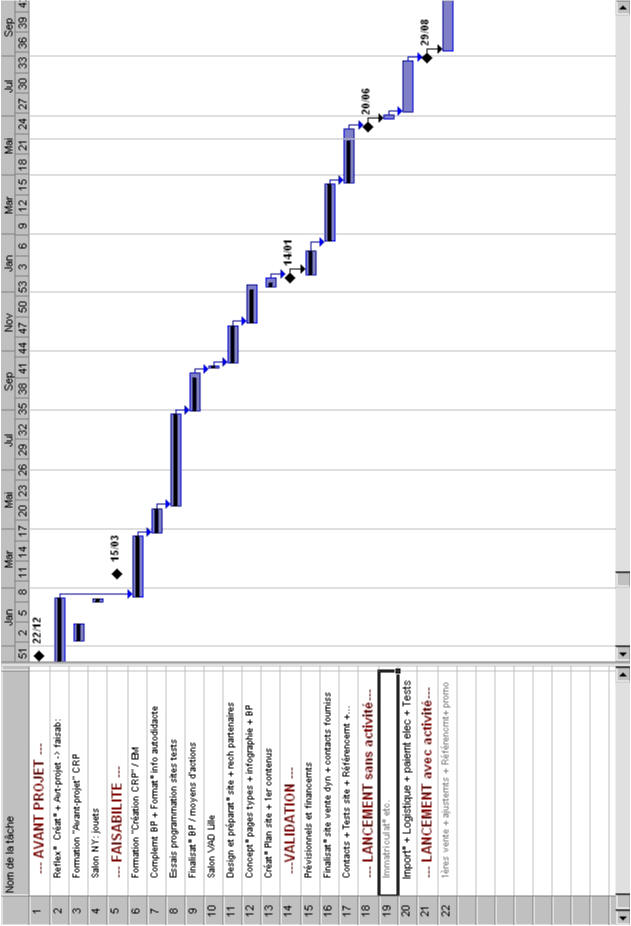 Nom de la tâche
Jan Mar Mai Jul Sep Nov Jan Mar Mai Jul Sep
51 2 5 8 11 14 17 20 23 26 29 32 35 38 41 44 47 50 53 3 6 9 12 15 18 21 24 27 30 33 36 39
1 --- AVANT PROJET --- 22/12
2 Reflex° Créat° + Avt-projet -> faisab:
3 Formation "Avant-projet" CRP
4 Salon NY: jouets
5 --- FAISABILITE --- 15/03
6 Formation "Création CRP" / EM
7 Complemt BP + Format° info autodidacte
8 Essais programmation sites tests
9 Finalisat° BP / moyens d'actions
10 Salon VAD Lille
11 Design et préparat° site + rech partenaires
12 Concept° pages types + infographie + BP
13 Créat° Plan site + 1er contenus
14 ---VALIDATION --- 14/01
15 Prévisionnels et financemts
16 Finalisat° site vente dyn + contacts fourniss
17 Contacts + Tests site + Référencemt +...
18 --- LANCEMENT sans activité--- 20/06
19 Immatriculat° etc.
20 Import° + Logistique + paiemt elec + Tests
21 --- LANCEMENT avec activité--- 29/08
22 1ères vente + ajustemts + Référencmt+ promo